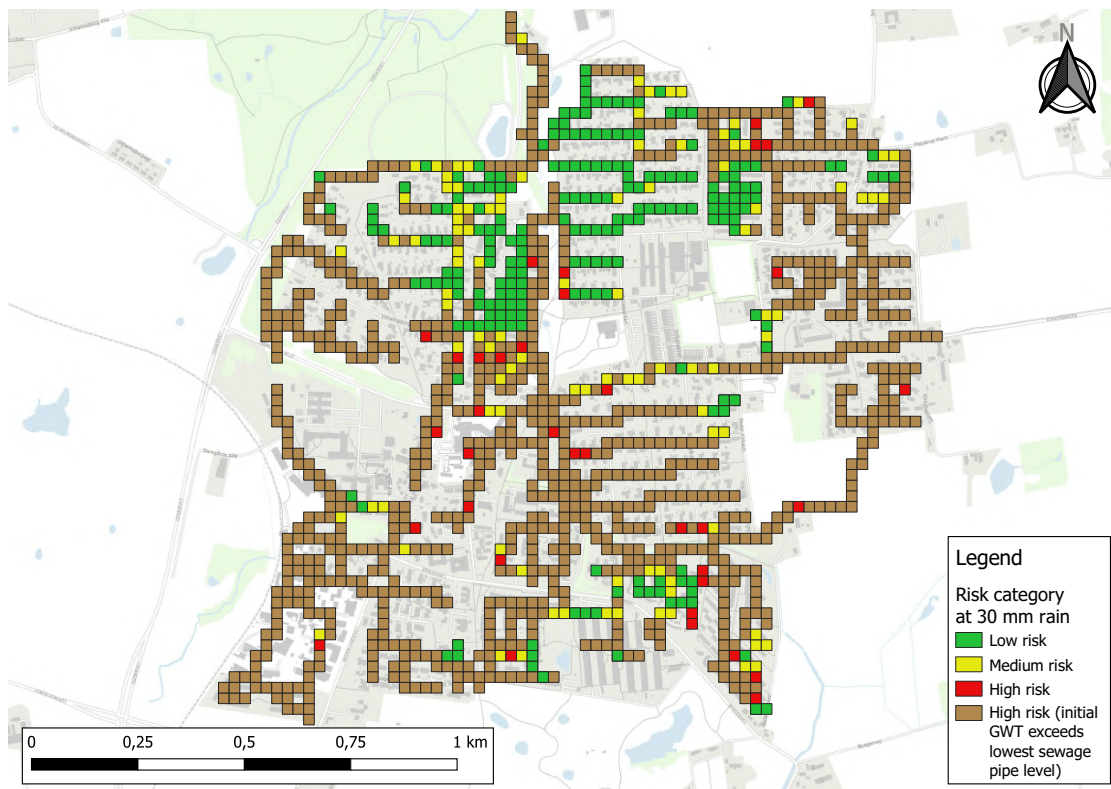 N
Legend
Risk category
at 30 mm rain
Low risk
Medium risk
High risk
High risk (initial
GWT exceeds
lowest sewage
pipe level)
0 0,25 0,5 0,75 1 km